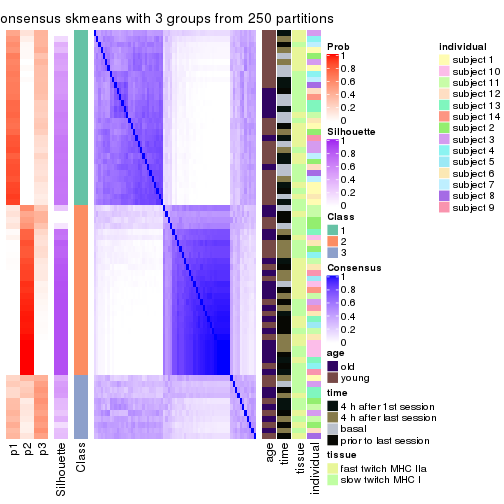 onsensus skmeans with 3 groups from 250 partitions
Prob
1
0.8
0.6
0.4
0.2
0
Silhouette
1
0.8
0.6
0.4
0.2
0
Class
1
2
3
Consensus
1
0.8
0.6
0.4
0.2
0
age
old
young
time
4 h after 1st session
4 h after last session
basal
prior to last session
tissue
fast twitch MHC IIa
slow twitch MHC I
individual
subject 1
subject 10
subject 11
subject 12
subject 13
subject 14
subject 2
subject 3
subject 4
subject 5
subject 6
subject 7
subject 8
subject 9
p1
p2
p3
Silhouette
Class
age
time
tissue
individual